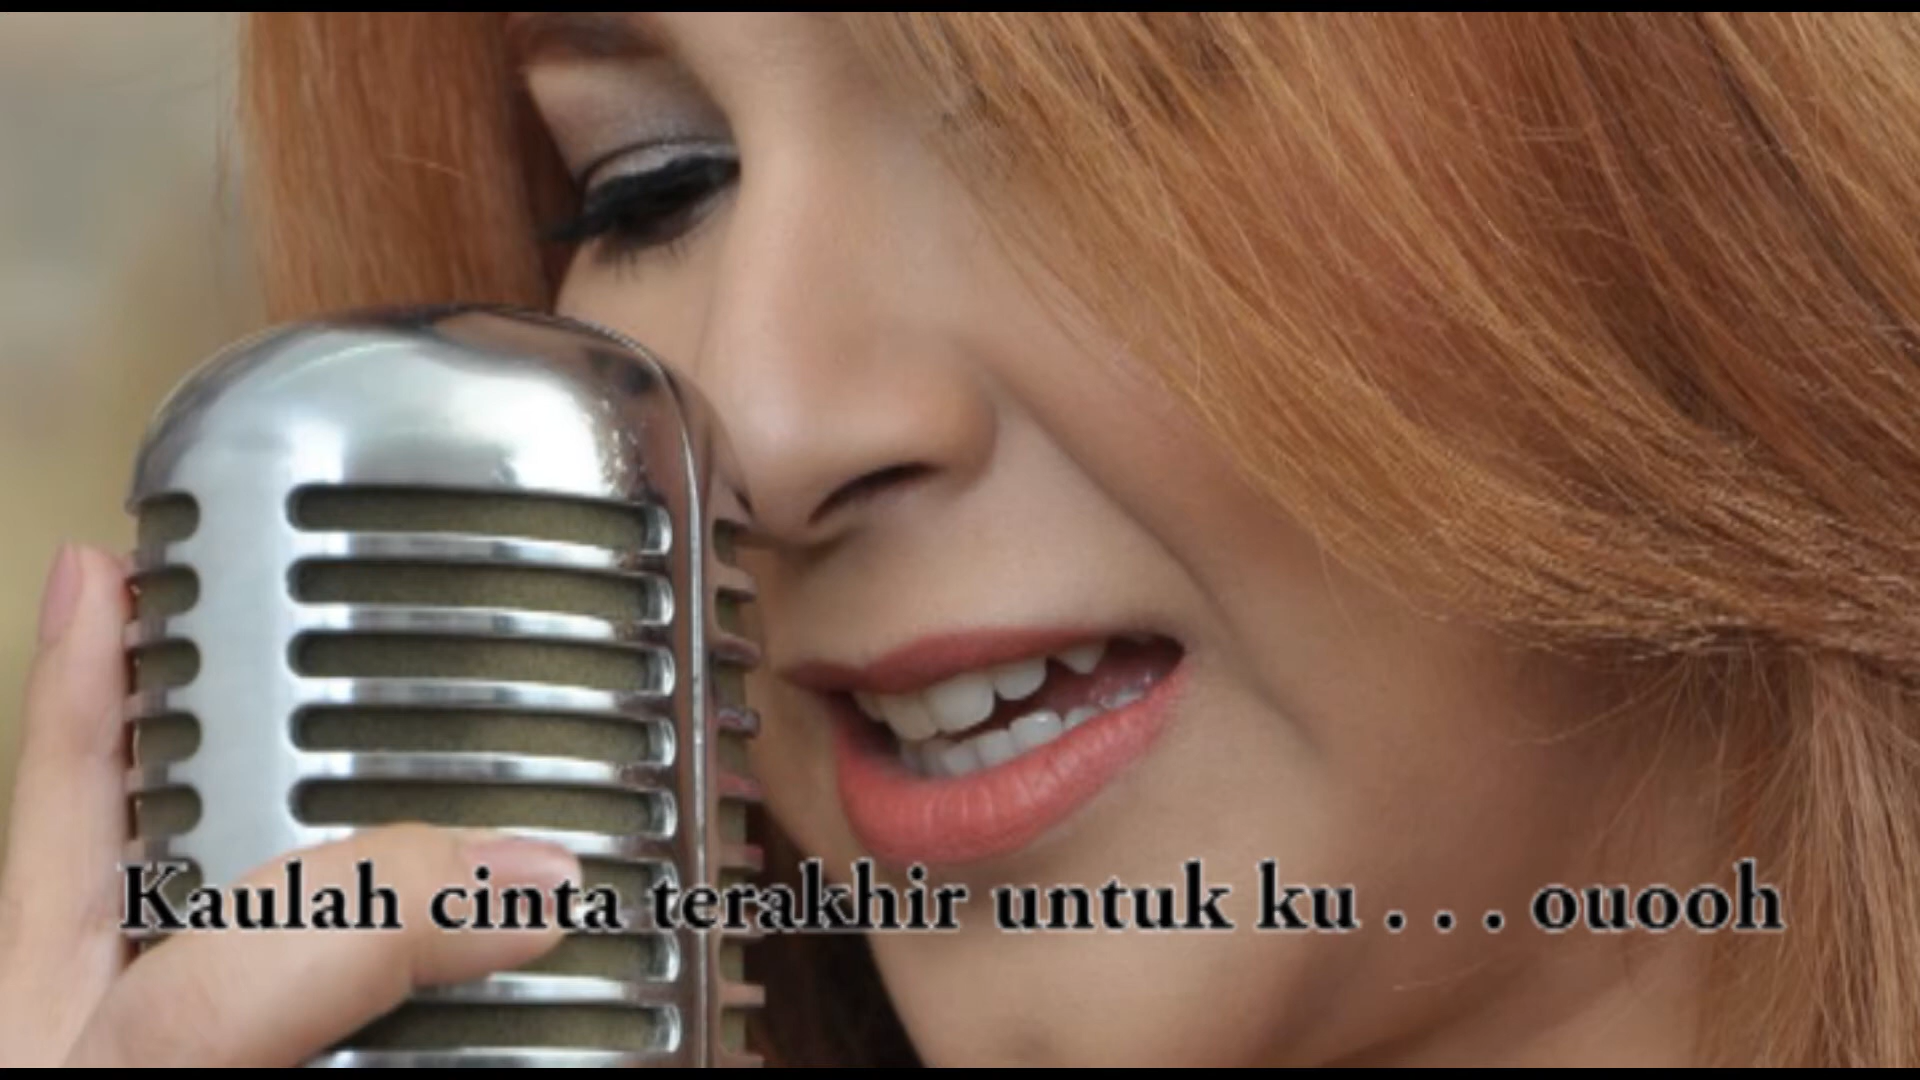 Kaulah cinta terakhir untuk ku . . . ouooh